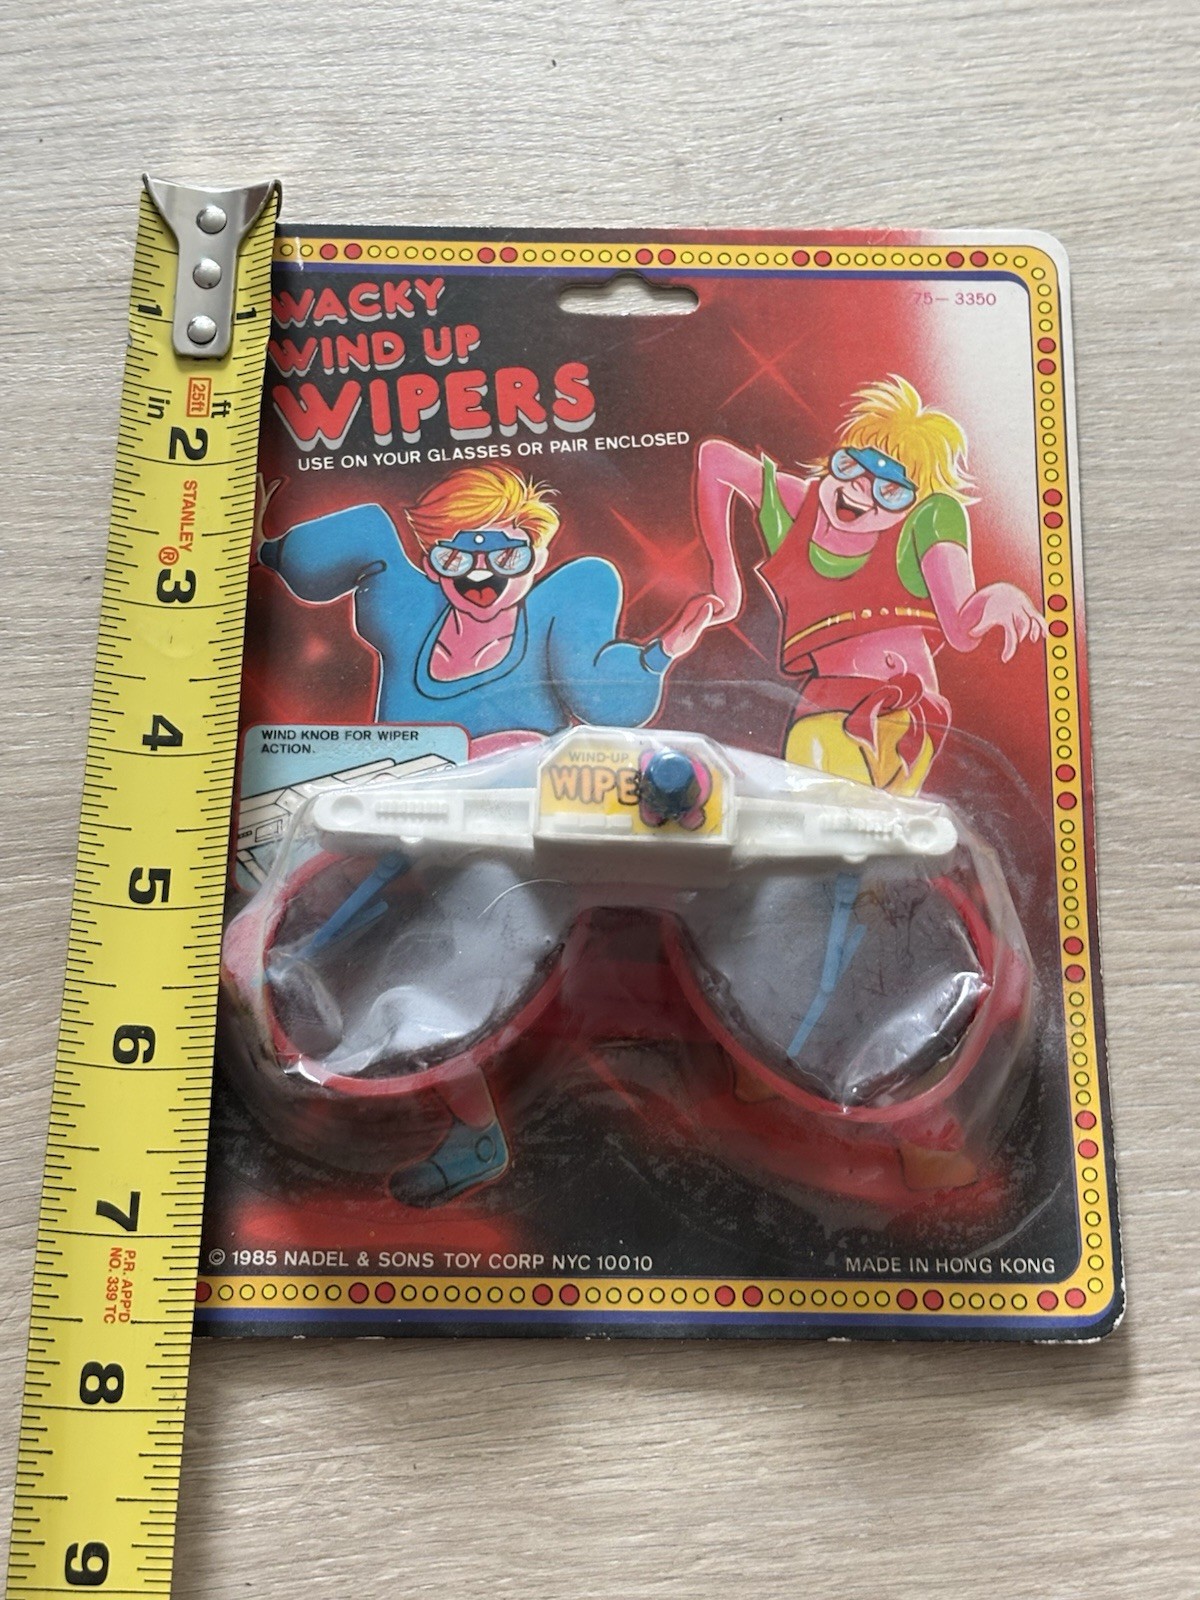 WACKY
WIND UP
WIPERS
USE ON YOUR GLASSES OR PAIR ENCLOSED
75-3350
WIND KNOB FOR WIPER
ACTION.
WIND-UP
WIPE
© 1985 NADEL & SONS TOY CORP NYC 10010
MADE IN HONG KONG
1 1
in 25ft ft
2
STANLEY ®
3
4
5
6
7
P.R. APP'D
NO. 339 TC
8
9